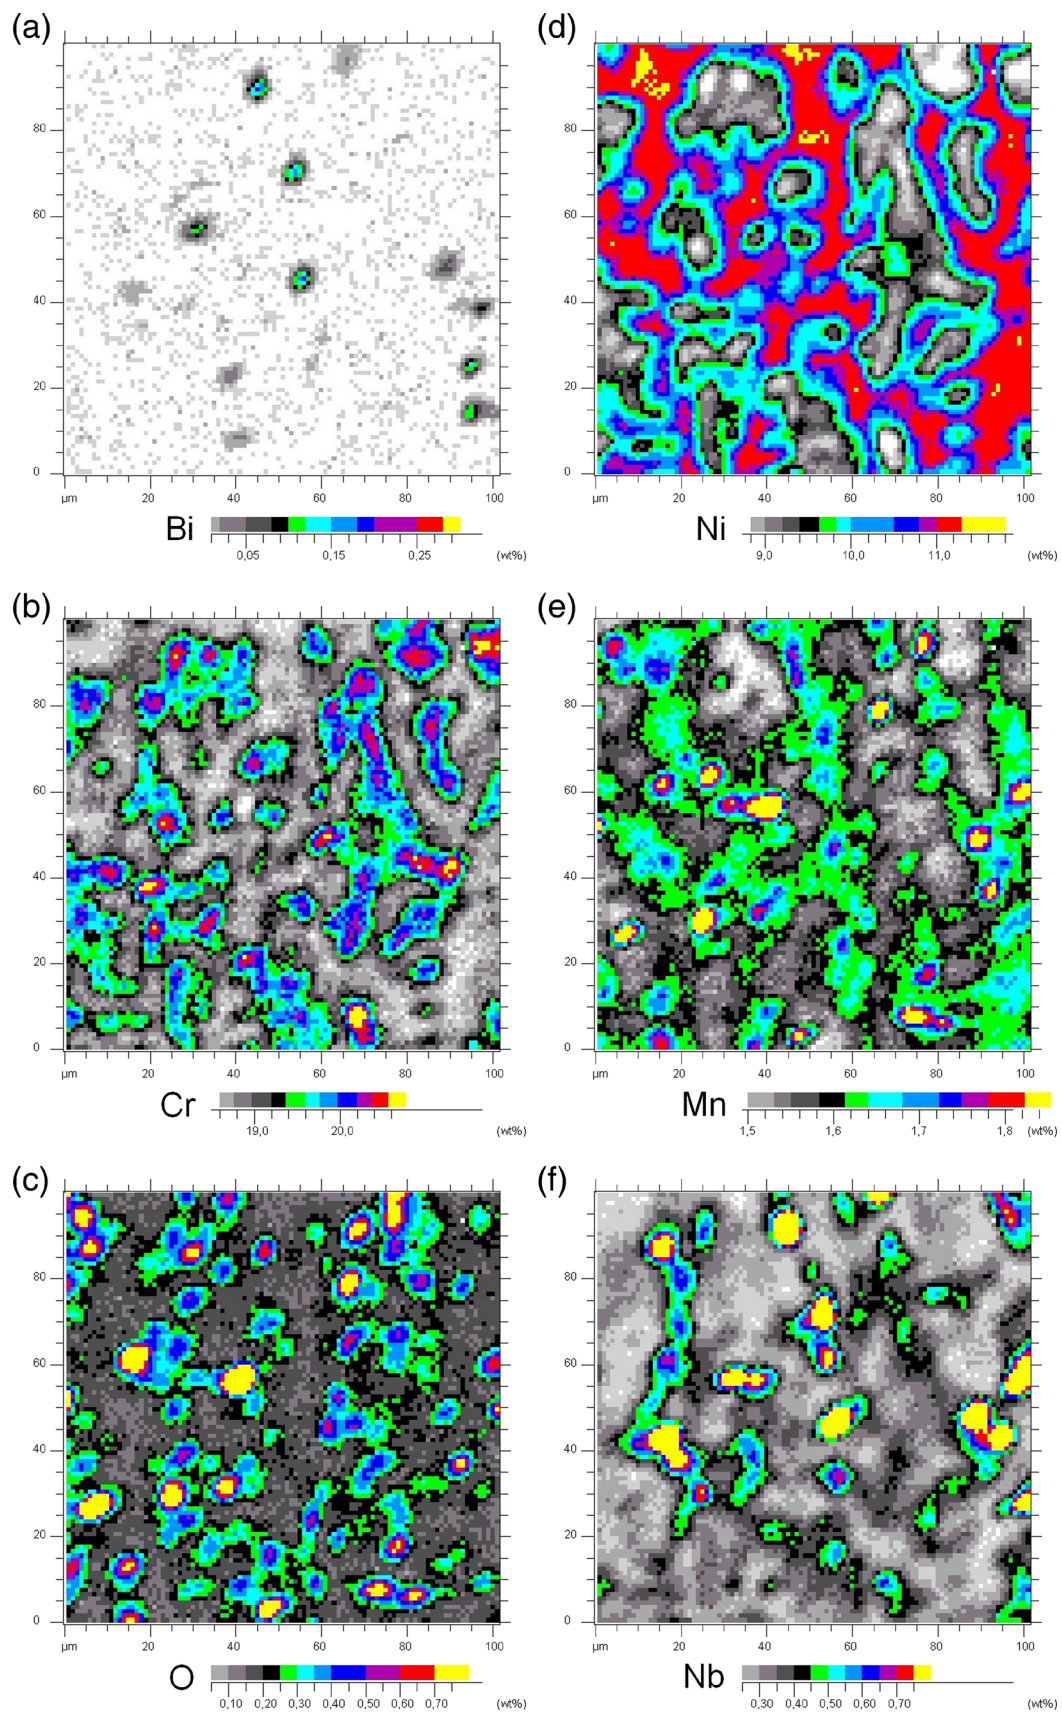 (a)
80
60
40
20
0
µm 20 40 60 80 100
Bi
0,05 0,15 0,25 (wt%)
(d)
80
60
40
20
0
µm 20 40 60 80 100
Ni
9,0 10,0 11,0 (wt%)
(b)
80
60
40
20
0
µm 20 40 60 80 100
Cr
19,0 20,0 (wt%)
(e)
80
60
40
20
0
µm 20 40 60 80 100
Mn
1,5 1,6 1,7 1,8 (wt%)
(c)
80
60
40
20
0
µm 20 40 60 80 100
O
0,10 0,20 0,30 0,40 0,50 0,60 0,70 (wt%)
(f)
80
60
40
20
0
µm 20 40 60 80 100
Nb
0,30 0,40 0,50 0,60 0,70 (wt%)